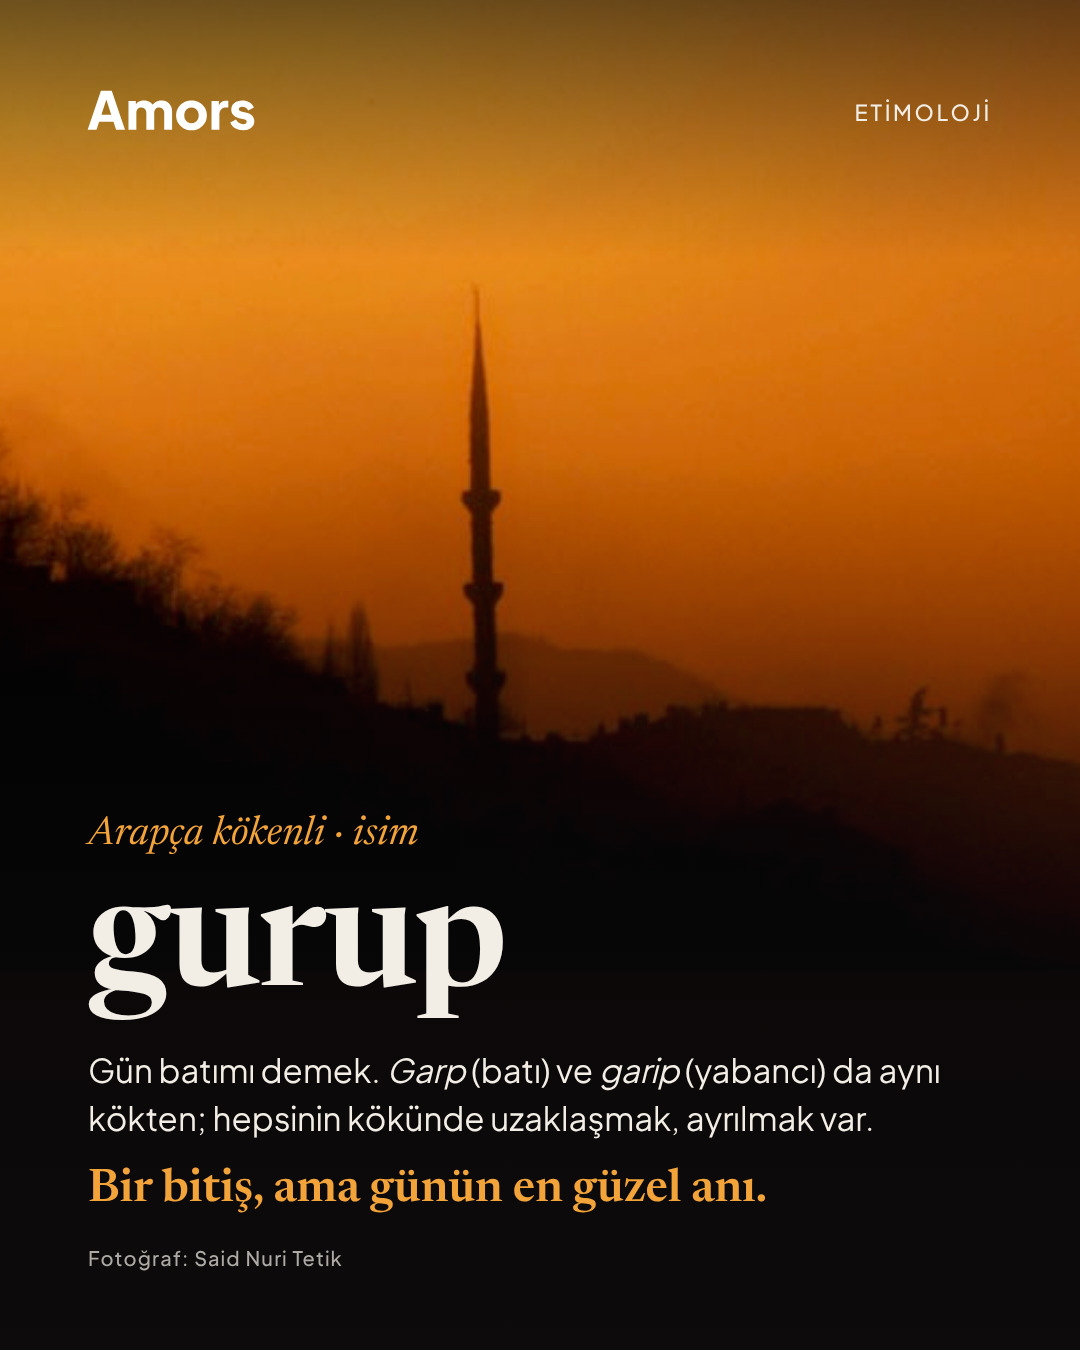 Amors
ETİMOLOJİ
Arapça kökenli · isim
gurup
Gün batımı demek. Garp (batı) ve garip (yabancı) da aynı
kökten; hepsinin kökünde uzaklaşmak, ayrılmak var.
Bir bitiş, ama günün en güzel anı.
Fotoğraf: Said Nuri Tetik